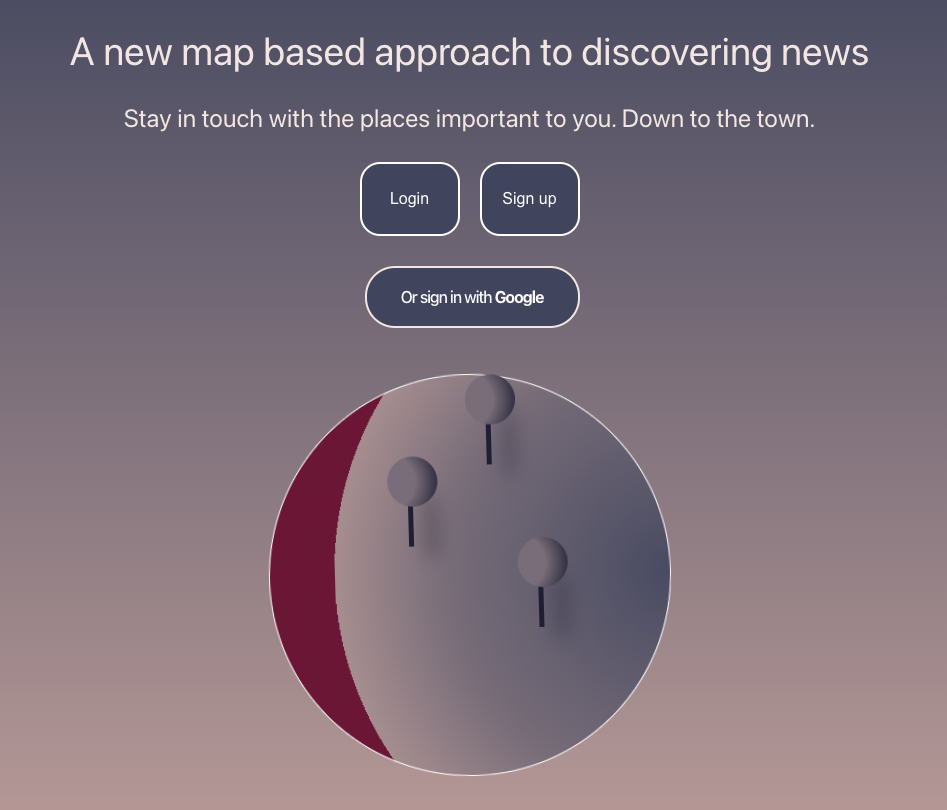 A new map based approach to discovering news
Stay in touch with the places important to you. Down to the town.
Login
Sign up
Or sign in with Google